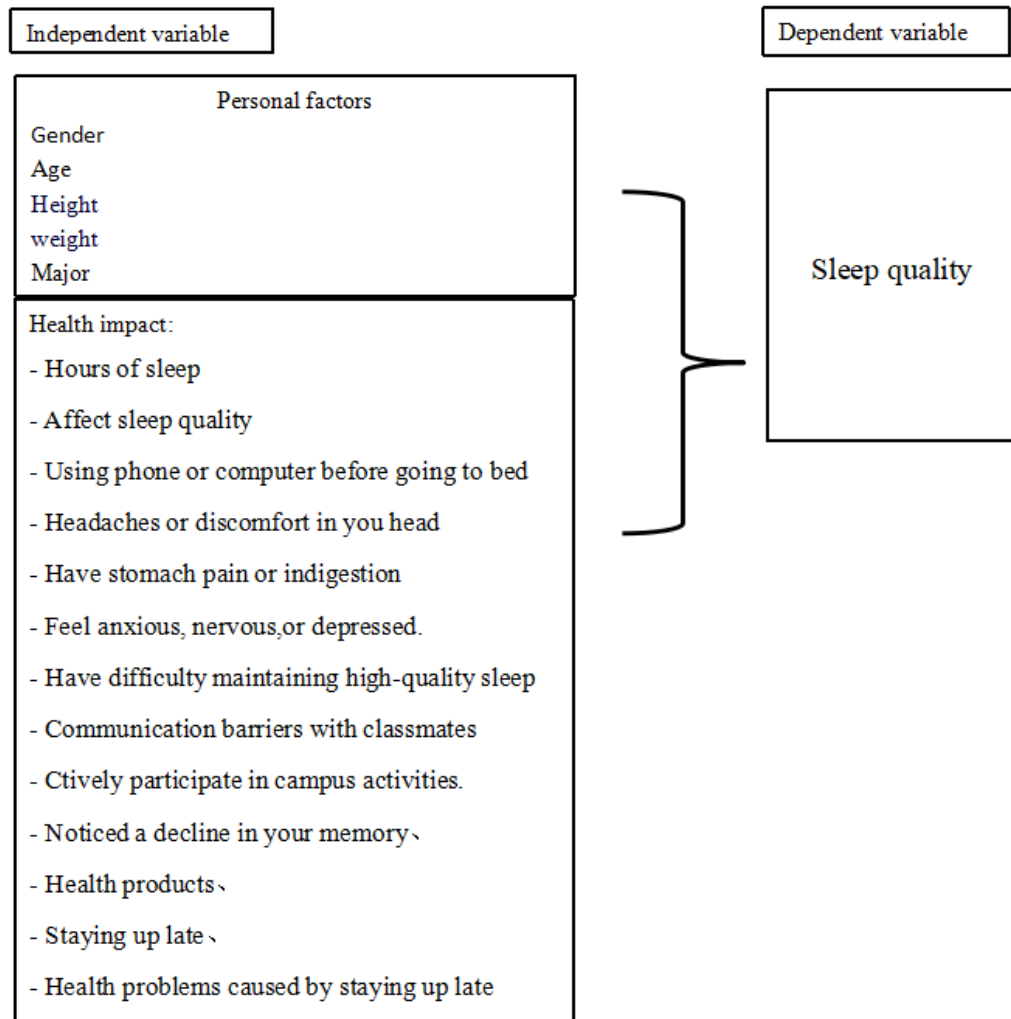 Independent variable
Dependent variable
Personal factors
Gender
Age
Height
weight
Major
Sleep quality
Health impact:
- Hours of sleep
- Affect sleep quality
- Using phone or computer before going to bed
- Headaches or discomfort in you head
- Have stomach pain or indigestion
- Feel anxious, nervous,or depressed.
- Have difficulty maintaining high-quality sleep
- Communication barriers with classmates
- Ctively participate in campus activities.
- Noticed a decline in your memory、
- Health products、
- Staying up late、
- Health problems caused by staying up late